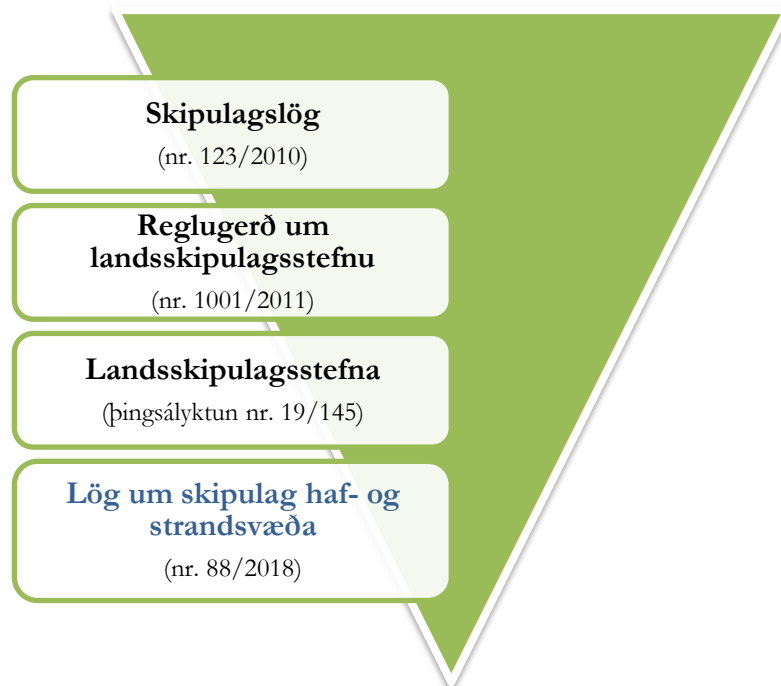 Skipulagslög
(nr. 123/2010)
Reglugerð um
landsskipulagsstefnu
(nr. 1001/2011)
Landsskipulagsstefna
(þingsályktun nr. 19/145)
Lög um skipulag haf- og
strandsvæða
(nr. 88/2018)